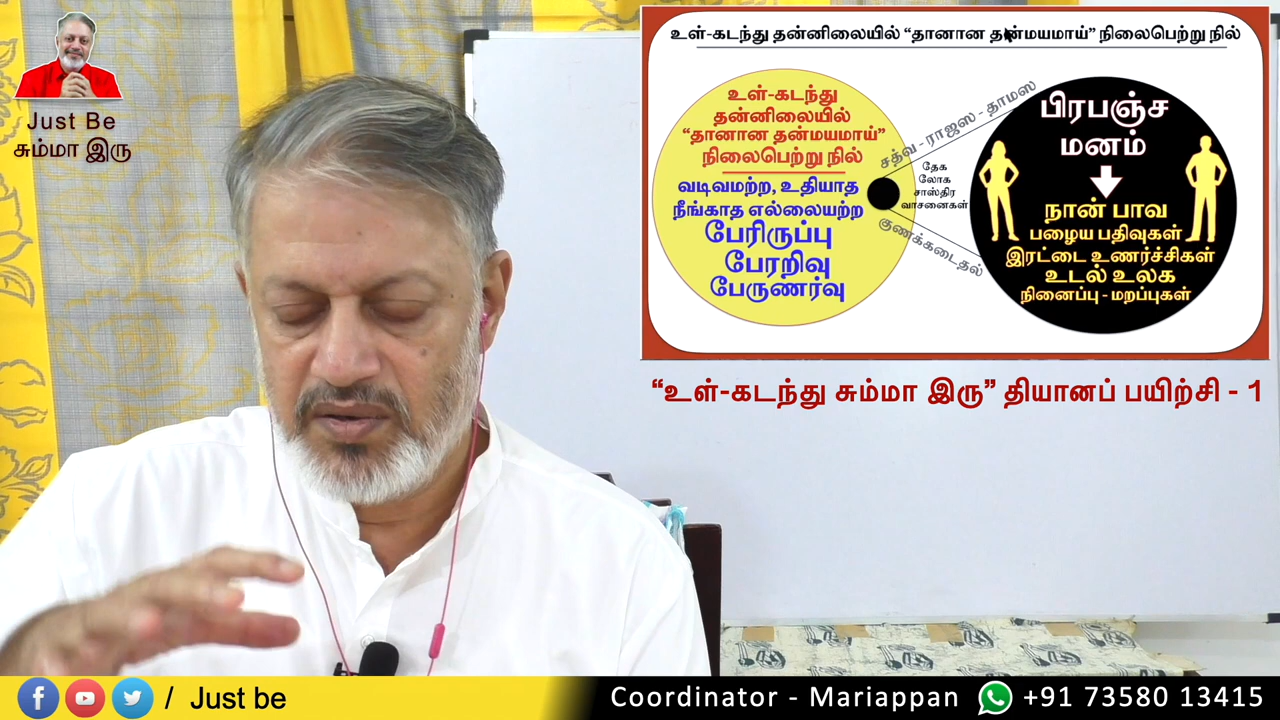 Just Be
சும்மா இரு
உள்-கடந்து தன்னிலையில் “தானான தன்மயமாய்” நிலைபெற்று நில்
உள்-கடந்து
தன்னிலையில்
“தானான தன்மயமாய்”
நிலைபெற்று நில்
வடிவமற்ற, உதியாத
நீங்காத எல்லையற்ற
பேரிருப்பு
பேரறிவு
பேருணர்வு
சத்வ - ராஜஸ - தாமஸ
தேக
லோக
சாஸ்திர
வாசனைகள்
குணக்கடைதல்
பிரபஞ்ச
மனம்
நான் பாவ
பழைய பதிவுகள்
இரட்டை உணர்ச்சிகள்
உடல் உலக
நினைப்பு - மறப்புகள்
“உள்-கடந்து சும்மா இரு” தியானப் பயிற்சி - 1
/ Just be
Coordinator - Mariappan +91 73580 13415